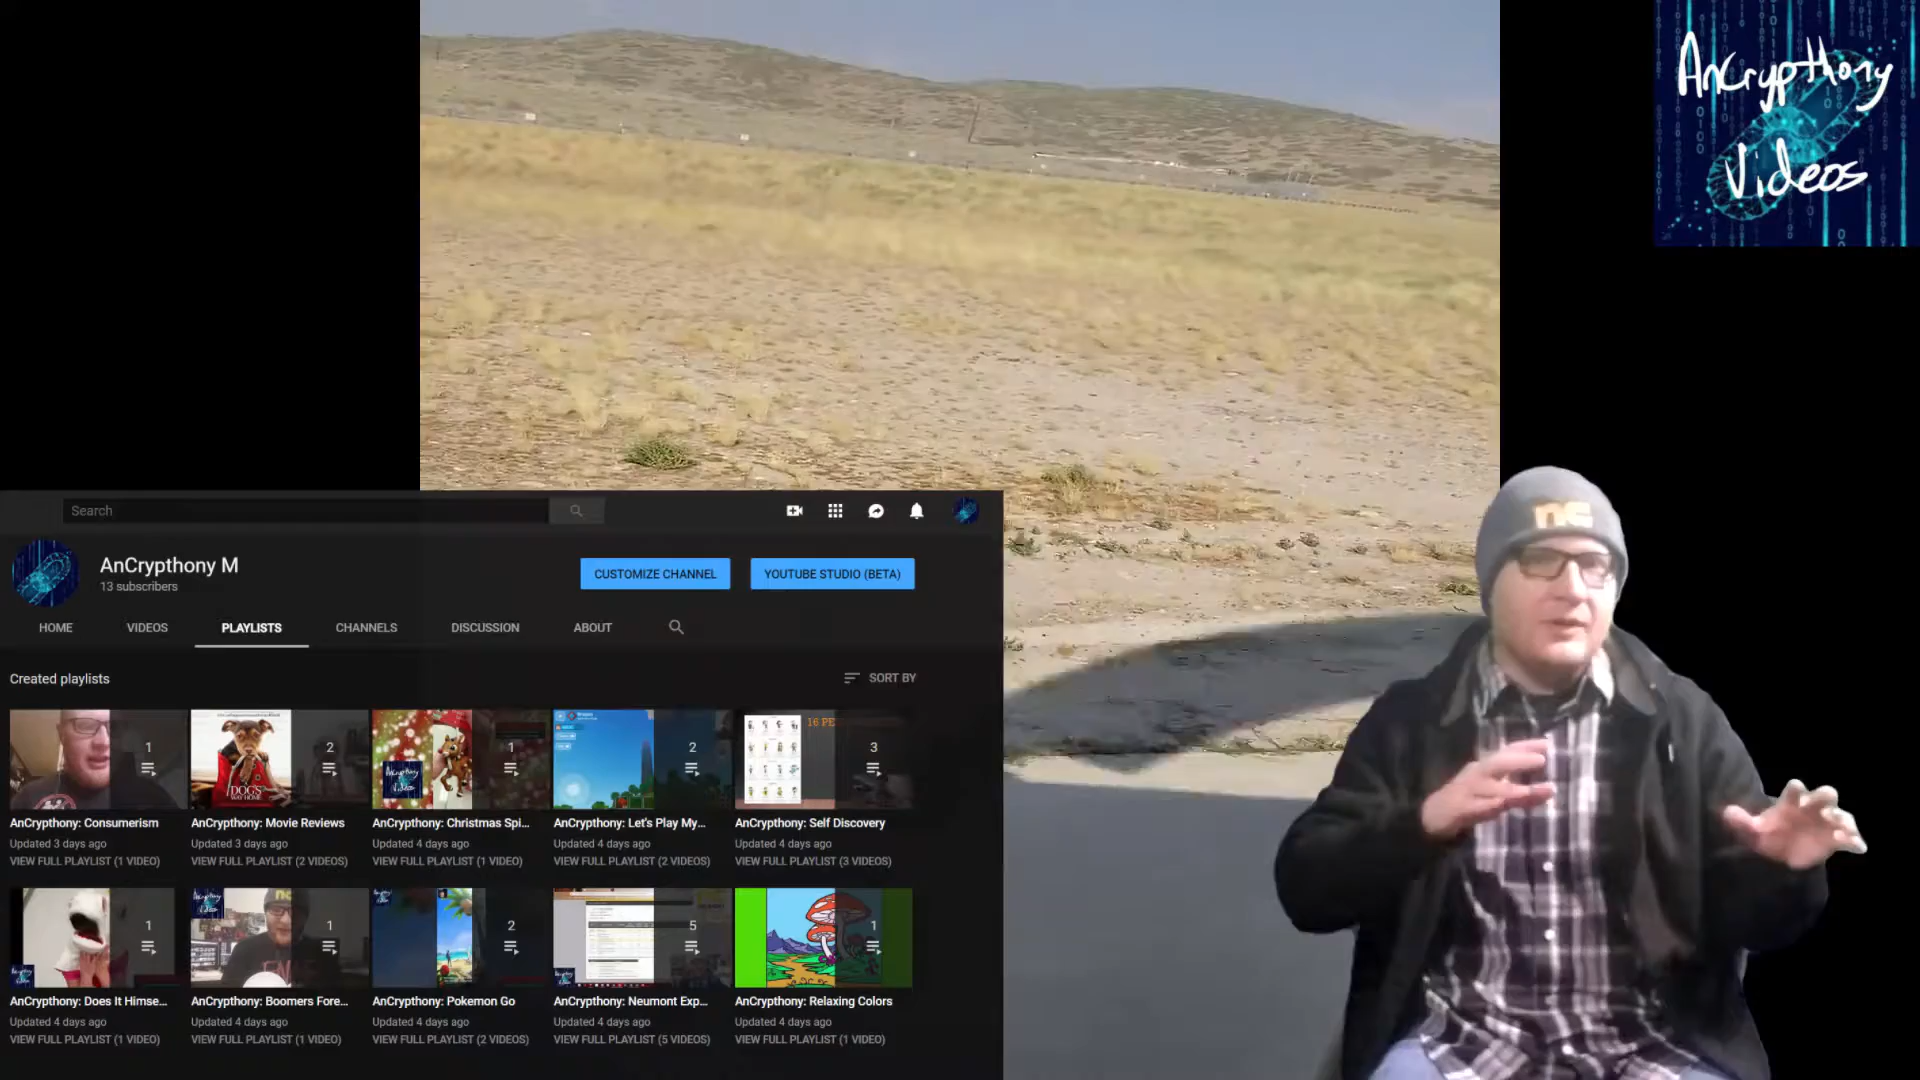 AnCrypthony
Videos
Search
AnCrypthony M
13 subscribers
CUSTOMIZE CHANNEL
YOUTUBE STUDIO (BETA)
HOME
VIDEOS
PLAYLISTS
CHANNELS
DISCUSSION
ABOUT
Created playlists
SORT BY
1
2
1
2
16 PE
3
AnCrypthony: Consumerism
AnCrypthony: Movie Reviews
AnCrypthony: Christmas Spi...
AnCrypthony: Let's Play My...
AnCrypthony: Self Discovery
Updated 3 days ago
Updated 3 days ago
Updated 4 days ago
Updated 4 days ago
Updated 4 days ago
VIEW FULL PLAYLIST (1 VIDEO)
VIEW FULL PLAYLIST (2 VIDEOS)
VIEW FULL PLAYLIST (1 VIDEO)
VIEW FULL PLAYLIST (2 VIDEOS)
VIEW FULL PLAYLIST (3 VIDEOS)
1
1
2
5
1
AnCrypthony: Does It Himse...
AnCrypthony: Boomers Fore...
AnCrypthony: Pokemon Go
AnCrypthony: Neumont Exp...
AnCrypthony: Relaxing Colors
Updated 4 days ago
Updated 4 days ago
Updated 4 days ago
Updated 4 days ago
Updated 4 days ago
VIEW FULL PLAYLIST (1 VIDEO)
VIEW FULL PLAYLIST (1 VIDEO)
VIEW FULL PLAYLIST (2 VIDEOS)
VIEW FULL PLAYLIST (5 VIDEOS)
VIEW FULL PLAYLIST (1 VIDEO)